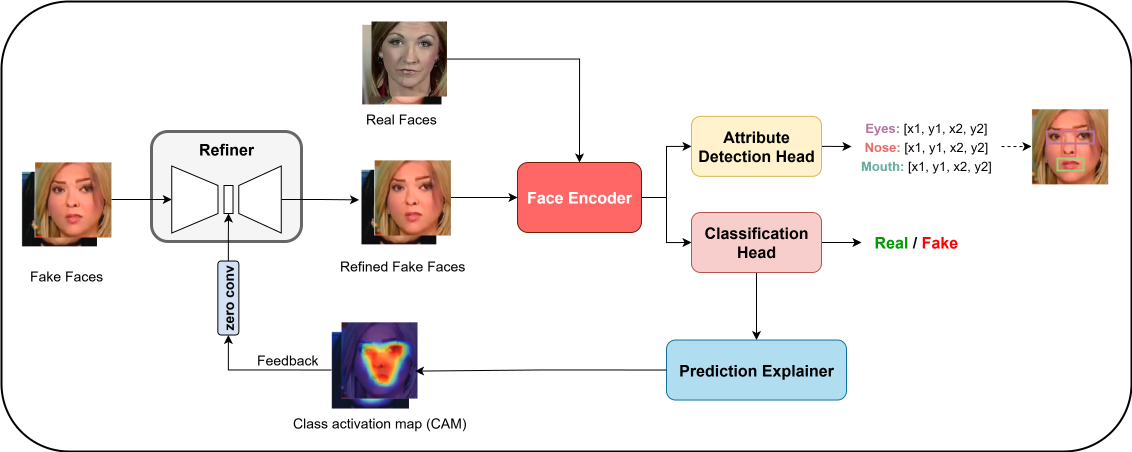 Real Faces
Refiner
Fake Faces
Refined Fake Faces
Face Encoder
Attribute
Detection Head
Eyes: [x1, y1, x2, y2]
Nose: [x1, y1, x2, y2]
Mouth: [x1, y1, x2, y2]
Classification
Head
Real / Fake
zero conv
Feedback
Class activation map (CAM)
Prediction Explainer